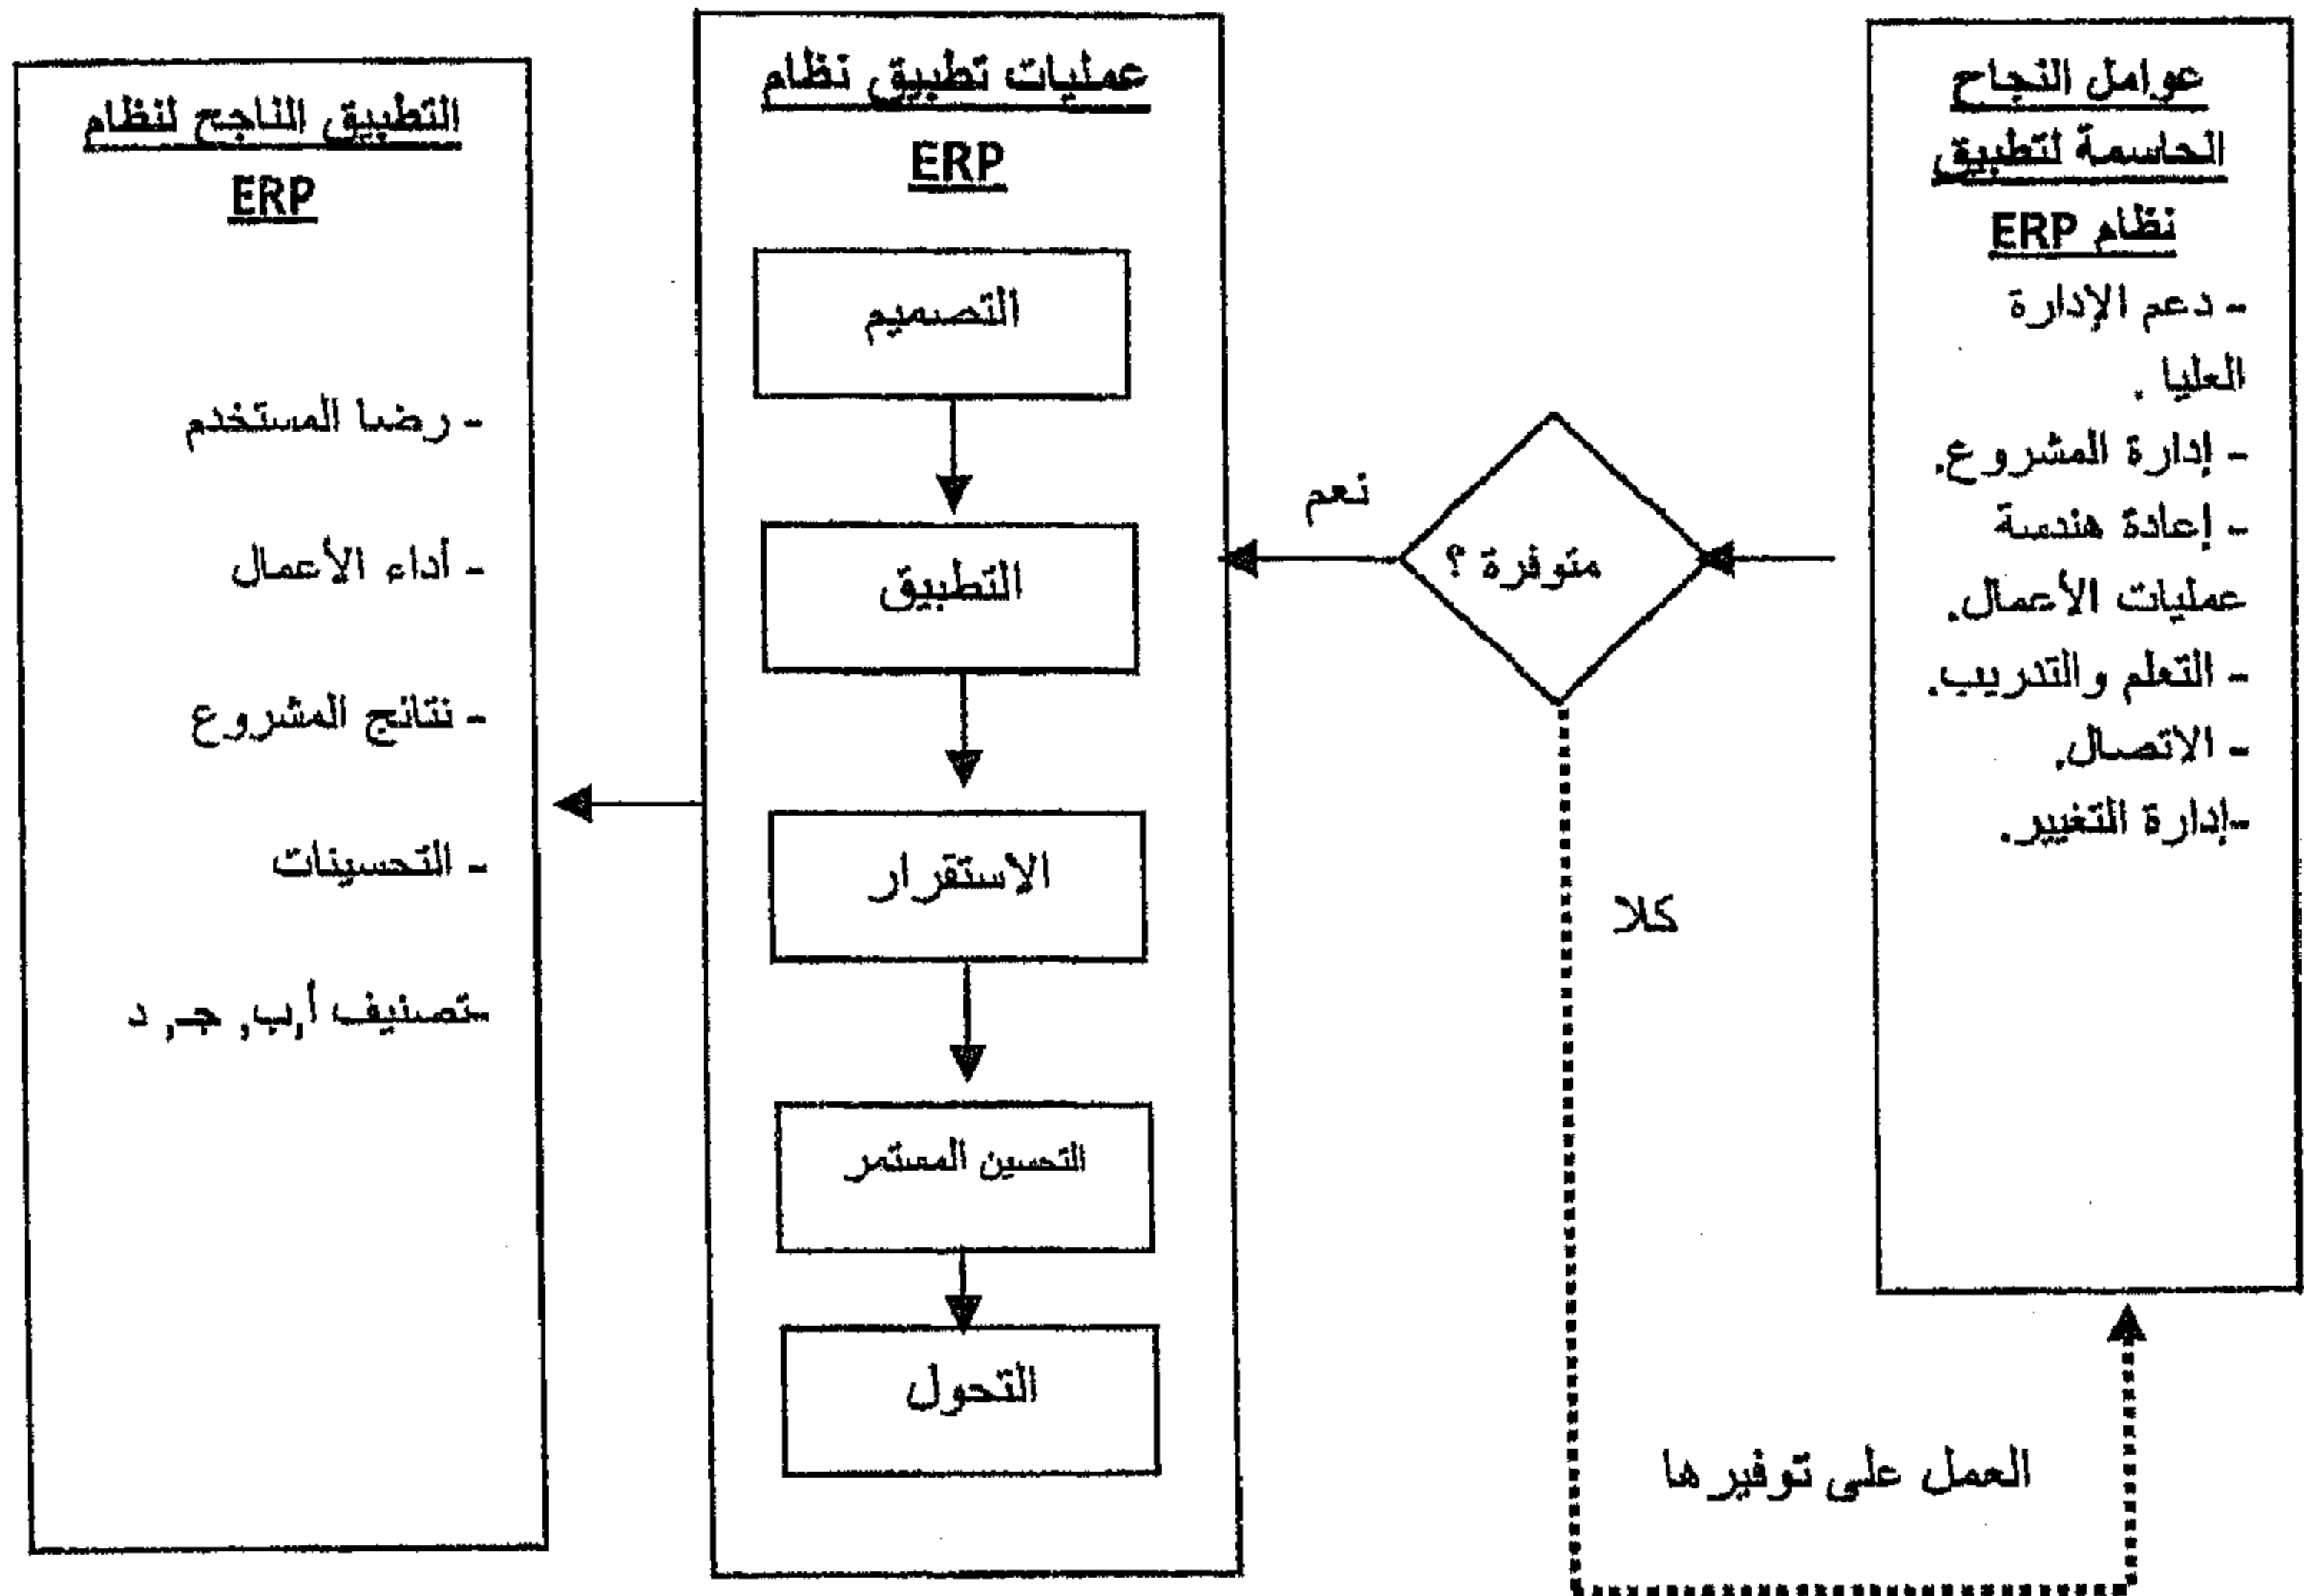 عوامل النجاح
الحاسمة لتطبيق
نظام ERP
- دعم الإدارة
العليا .
- إدارة المشروع.
- إعادة هندسة
عمليات الأعمال.
- التعلم والتدريب.
- الاتصال.
-إدارة التغيير.
متوفرة ؟
نعم
كلا
العمل على توفيرها
عمليات تطبيق نظام
ERP
التصميم
التطبيق
الاستقرار
التحسين المستمر
التحول
التطبيق الناجح لنظام
ERP
- رضا المستخدم
- أداء الأعمال
- نتائج المشروع
- التحسينات
-تصنيف أ,ب, جـ, د